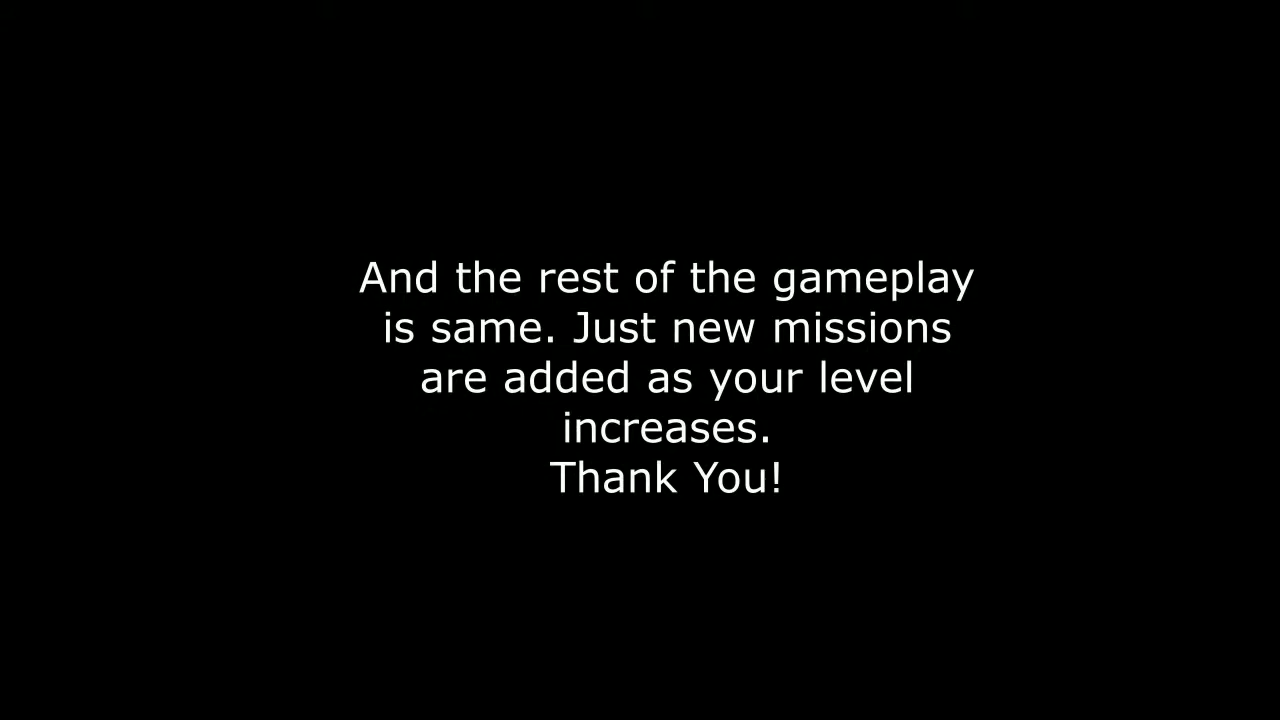 And the rest of the gameplay
is same. Just new missions
are added as your level
increases.
Thank You!